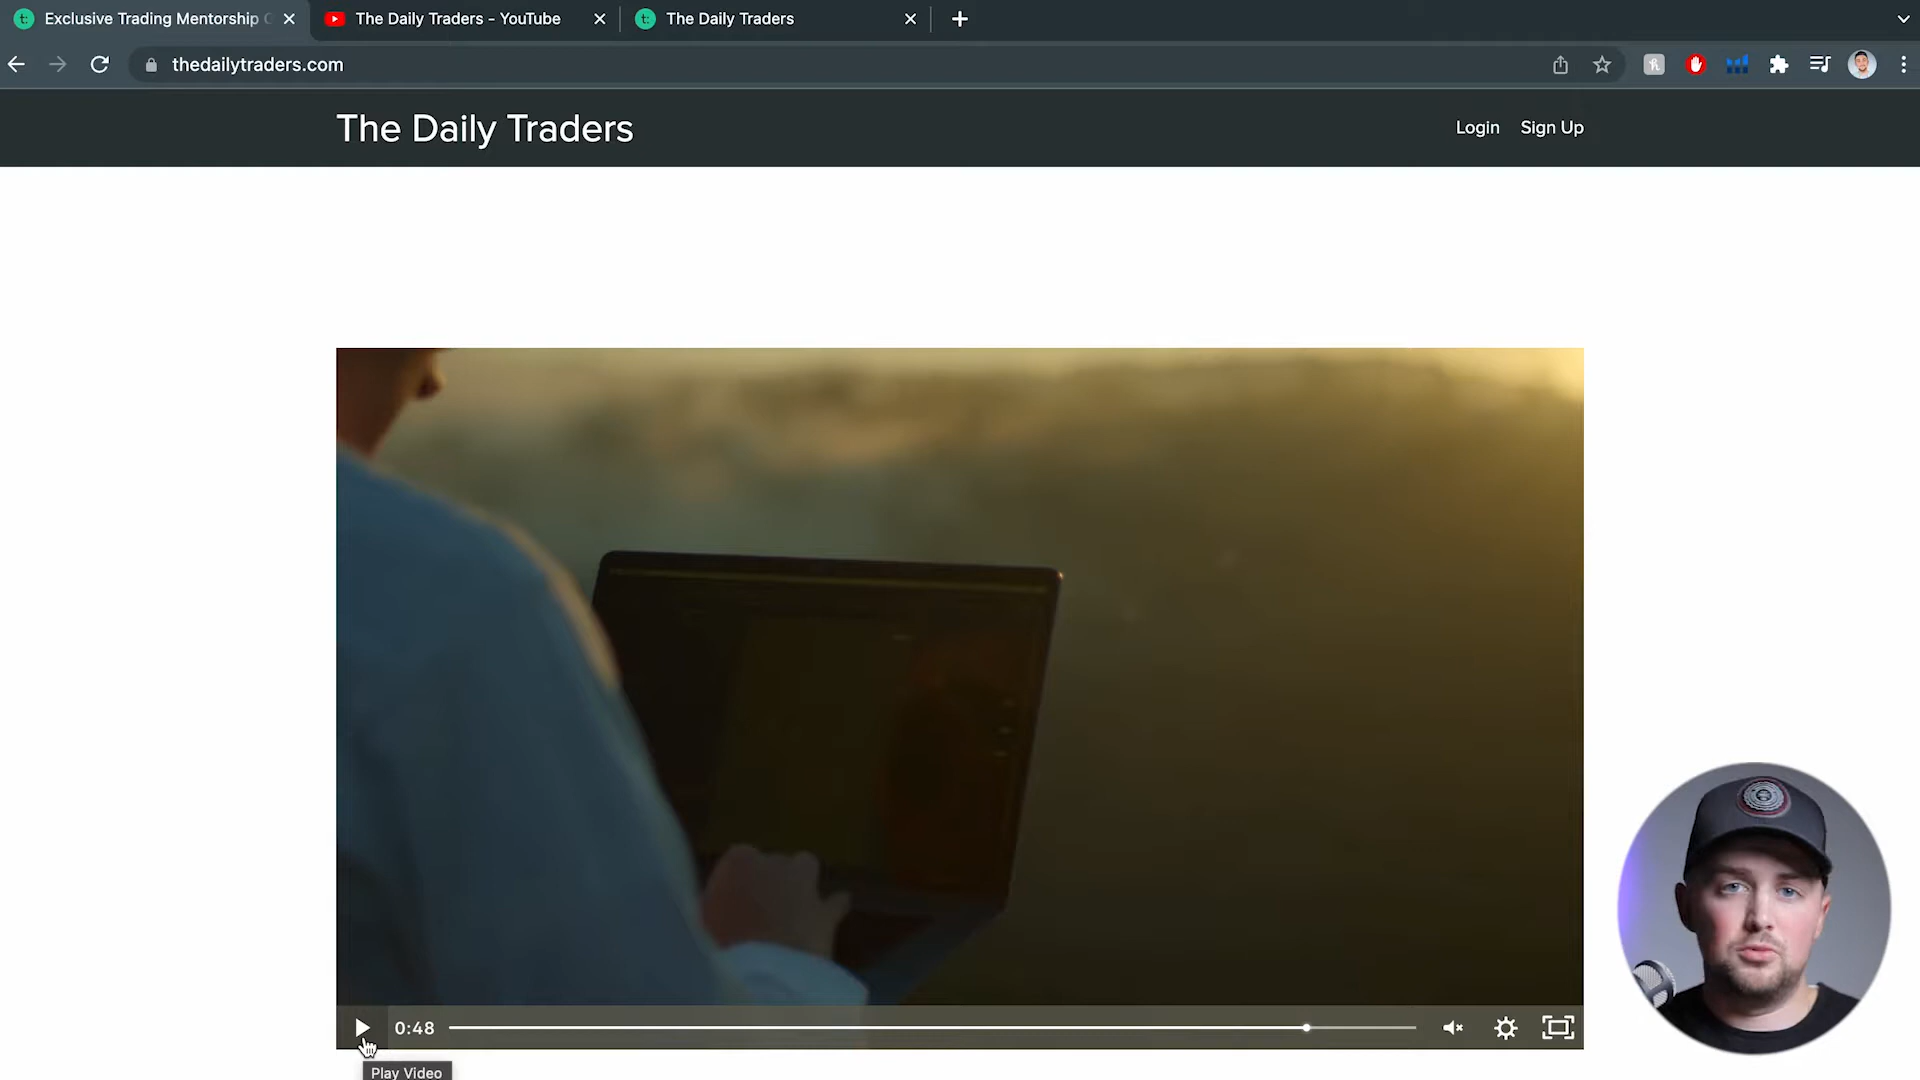 t:
Exclusive Trading Mentorship
The Daily Traders - YouTube
t:
The Daily Traders
thedailytraders.com
The Daily Traders
Login
Sign Up
0:48
Play Video